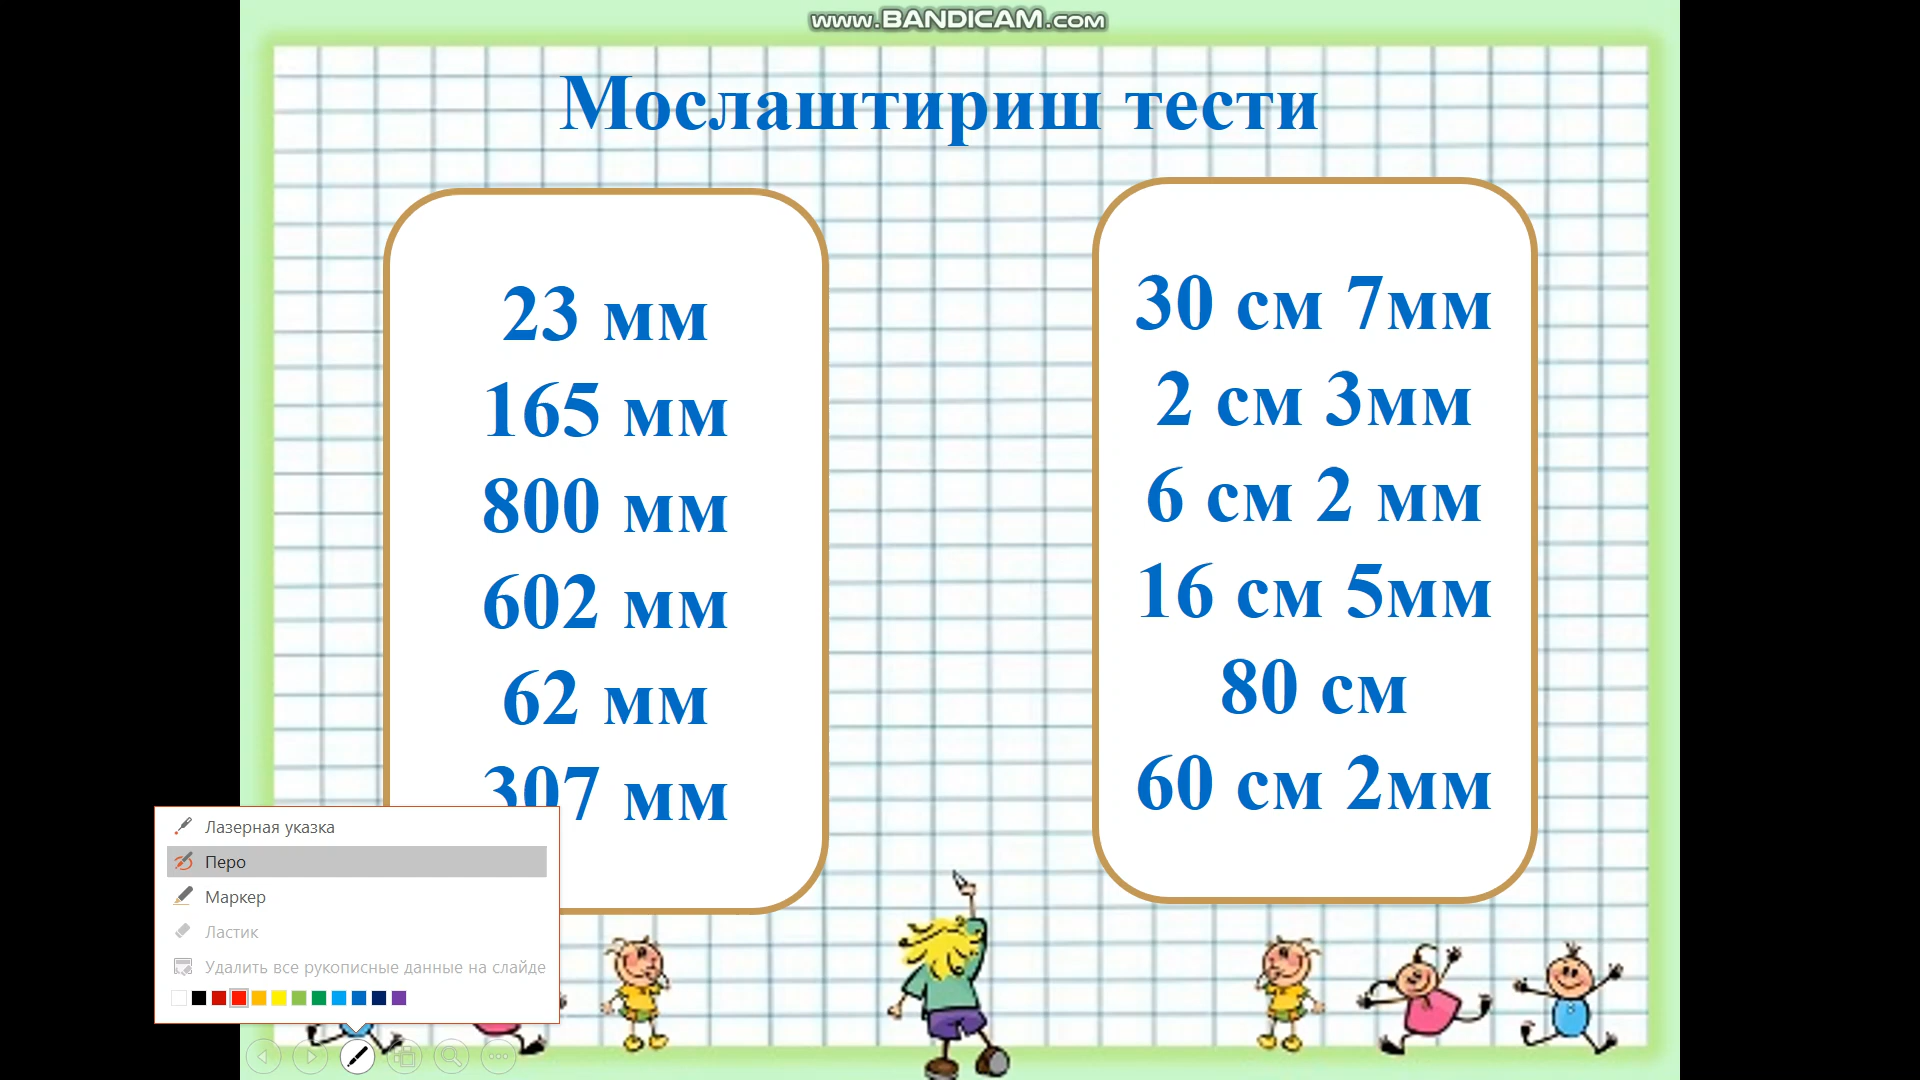 www.BANDICAM.com
Мослаштириш тести
23 мм
165 мм
800 мм
602 мм
62 мм
307 мм
30 см 7мм
2 см 3мм
6 см 2 мм
16 см 5мм
80 см
60 см 2мм
Лазерная указка
Перо
Маркер
Ластик
Удалить все рукописные данные на слайде